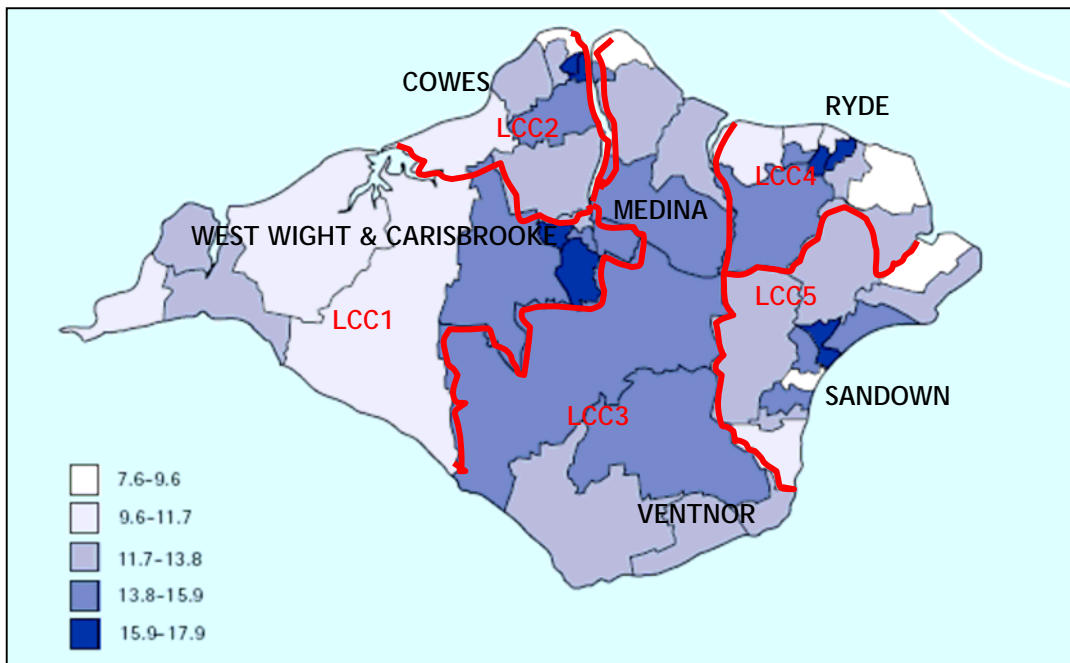 COWES
RYDE
LCC2
LCC4
MEDINA
WEST WIGHT & CARISBROOKE
LCC5
LCC1
SANDOWN
LCC3
VENTNOR
7.6–9.6
9.6–11.7
11.7–13.8
13.8–15.9
15.9–17.9